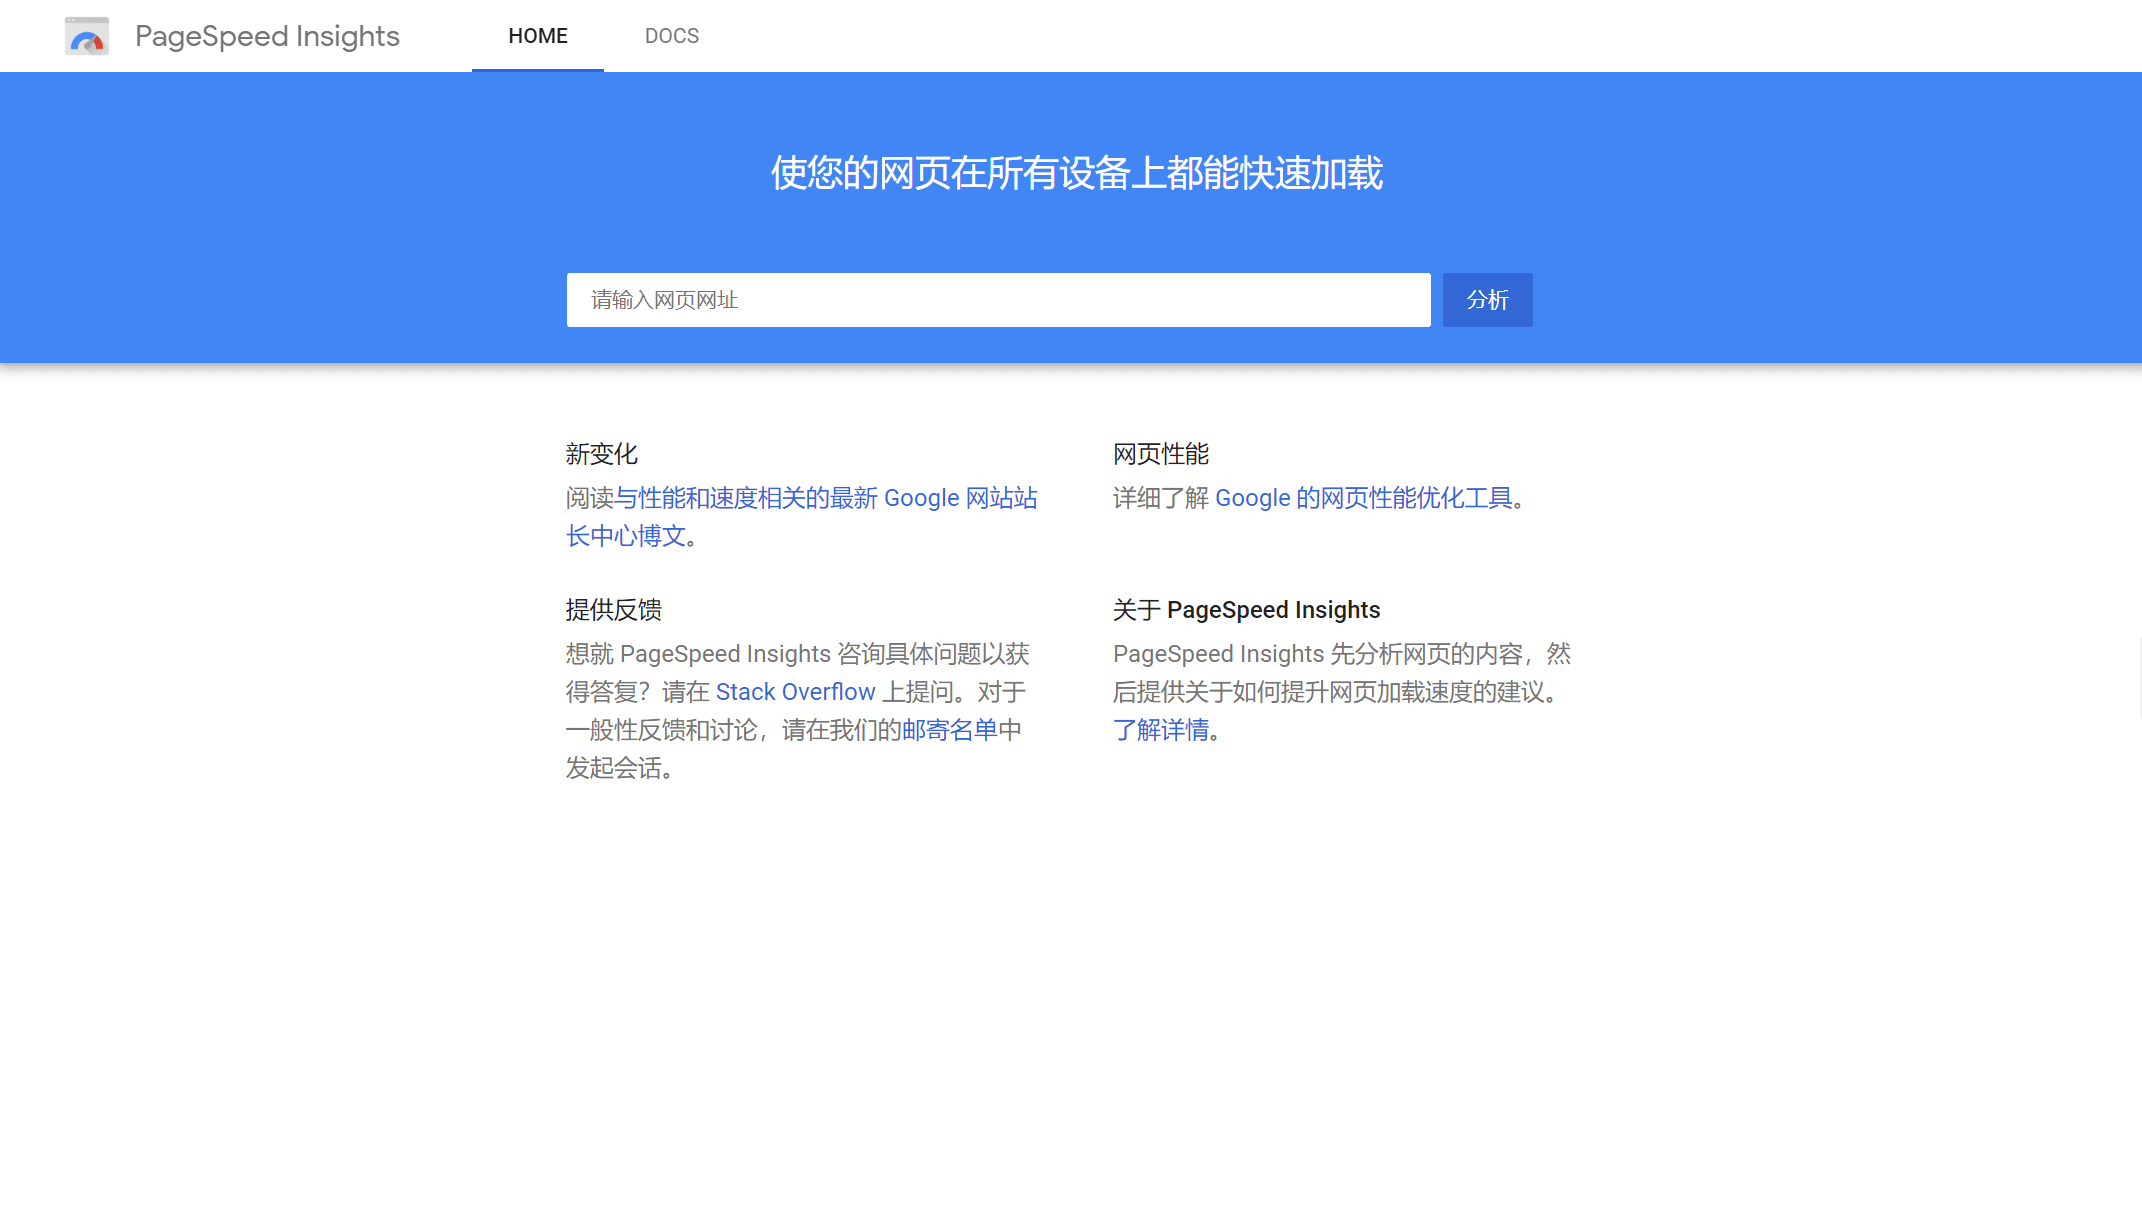 PageSpeed Insights
HOME
DOCS
使您的网页在所有设备上都能快速加载
请输入网页网址
分析
新变化
阅读与性能和速度相关的最新 Google 网站站
长中心博文。
网页性能
详细了解 Google 的网页性能优化工具。
提供反馈
想就 PageSpeed Insights 咨询具体问题以获
得答复？请在 Stack Overflow 上提问。对于
一般性反馈和讨论，请在我们的邮寄名单中
发起会话。
关于 PageSpeed Insights
PageSpeed Insights 先分析网页的内容，然
后提供关于如何提升网页加载速度的建议。
了解详情。